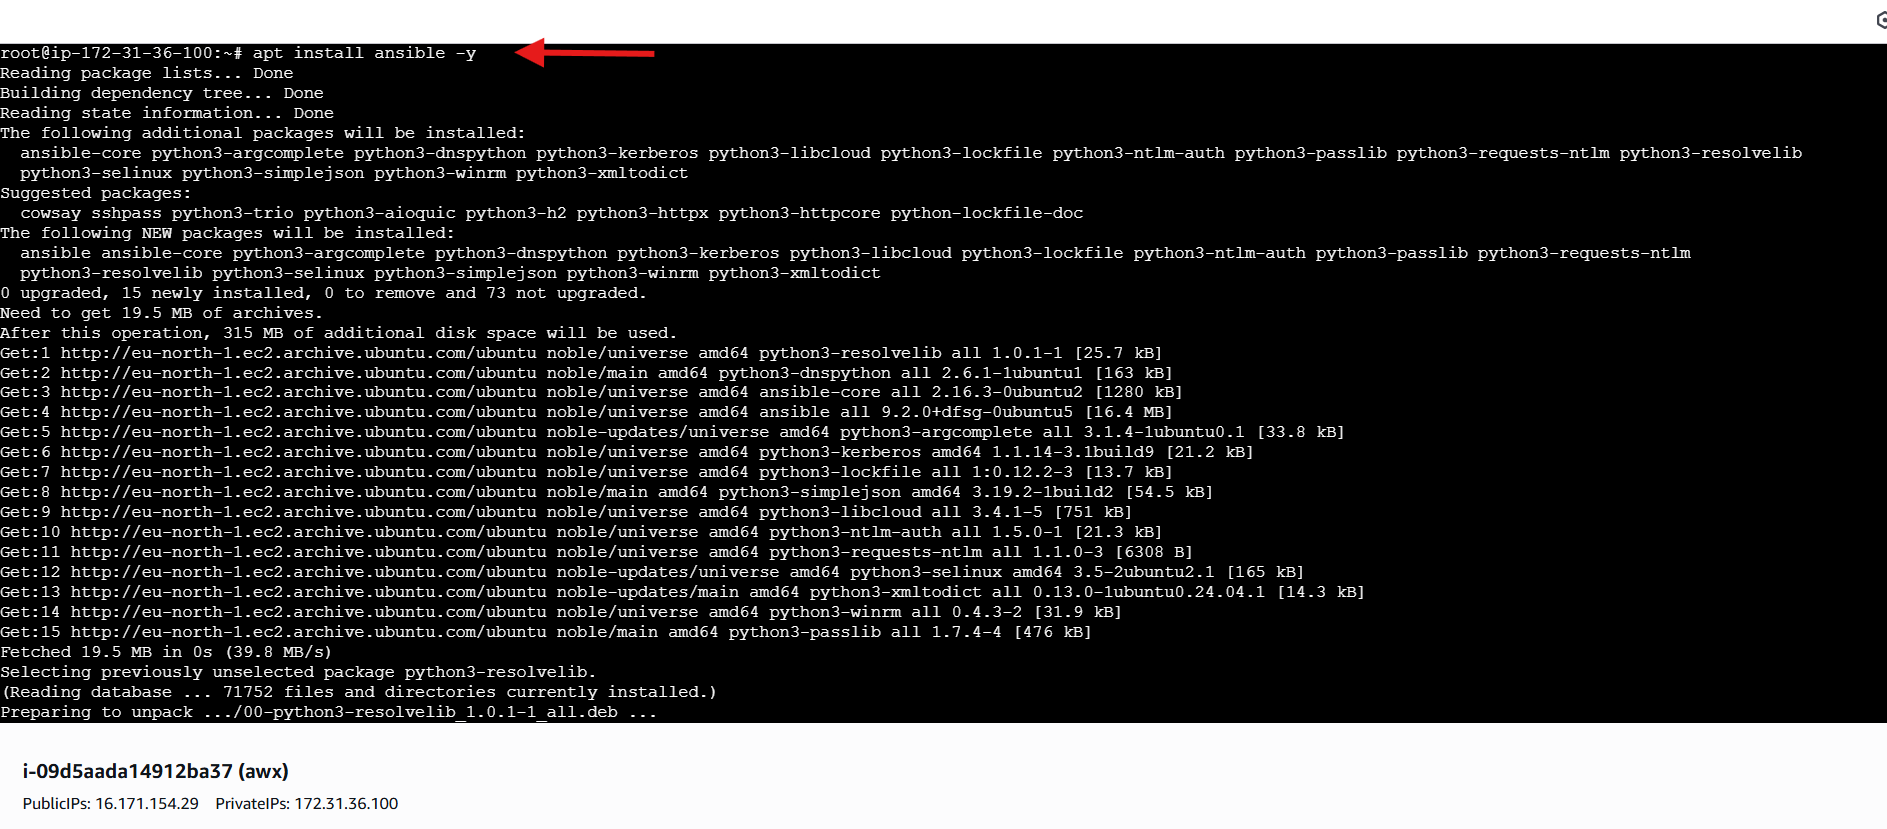 root@ip-172-31-36-100:~# apt install ansible -y
Reading package lists... Done
Building dependency tree... Done
Reading state information... Done
The following additional packages will be installed:
  ansible-core python3-argcomplete python3-dnspython python3-kerberos python3-libcloud python3-lockfile python3-ntlm-auth python3-passlib python3-requests-ntlm python3-resolvelib
  python3-selinux python3-simplejson python3-winrm python3-xmltodict
Suggested packages:
  cowsay sshpass python3-trio python3-aioquic python3-h2 python3-httpx python3-httpcore python-lockfile-doc
The following NEW packages will be installed:
  ansible ansible-core python3-argcomplete python3-dnspython python3-kerberos python3-libcloud python3-lockfile python3-ntlm-auth python3-passlib python3-requests-ntlm
  python3-resolvelib python3-selinux python3-simplejson python3-winrm python3-xmltodict
0 upgraded, 15 newly installed, 0 to remove and 73 not upgraded.
Need to get 19.5 MB of archives.
After this operation, 315 MB of additional disk space will be used.
Get:1 http://eu-north-1.ec2.archive.ubuntu.com/ubuntu noble/universe amd64 python3-resolvelib all 1.0.1-1 [25.7 kB]
Get:2 http://eu-north-1.ec2.archive.ubuntu.com/ubuntu noble/main amd64 python3-dnspython all 2.6.1-1ubuntu1 [163 kB]
Get:3 http://eu-north-1.ec2.archive.ubuntu.com/ubuntu noble/universe amd64 ansible-core all 2.16.3-0ubuntu2 [1280 kB]
Get:4 http://eu-north-1.ec2.archive.ubuntu.com/ubuntu noble/universe amd64 ansible all 9.2.0+dfsg-0ubuntu5 [16.4 MB]
Get:5 http://eu-north-1.ec2.archive.ubuntu.com/ubuntu noble-updates/universe amd64 python3-argcomplete all 3.1.4-1ubuntu0.1 [33.8 kB]
Get:6 http://eu-north-1.ec2.archive.ubuntu.com/ubuntu noble/universe amd64 python3-kerberos amd64 1.1.14-3.1build9 [21.2 kB]
Get:7 http://eu-north-1.ec2.archive.ubuntu.com/ubuntu noble/universe amd64 python3-lockfile all 1:0.12.2-3 [13.7 kB]
Get:8 http://eu-north-1.ec2.archive.ubuntu.com/ubuntu noble/main amd64 python3-simplejson amd64 3.19.2-1build2 [54.5 kB]
Get:9 http://eu-north-1.ec2.archive.ubuntu.com/ubuntu noble/universe amd64 python3-libcloud all 3.4.1-5 [751 kB]
Get:10 http://eu-north-1.ec2.archive.ubuntu.com/ubuntu noble/universe amd64 python3-ntlm-auth all 1.5.0-1 [21.3 kB]
Get:11 http://eu-north-1.ec2.archive.ubuntu.com/ubuntu noble/universe amd64 python3-requests-ntlm all 1.1.0-3 [6308 B]
Get:12 http://eu-north-1.ec2.archive.ubuntu.com/ubuntu noble-updates/universe amd64 python3-selinux amd64 3.5-2ubuntu2.1 [165 kB]
Get:13 http://eu-north-1.ec2.archive.ubuntu.com/ubuntu noble-updates/main amd64 python3-xmltodict all 0.13.0-1ubuntu0.24.04.1 [14.3 kB]
Get:14 http://eu-north-1.ec2.archive.ubuntu.com/ubuntu noble/universe amd64 python3-winrm all 0.4.3-2 [31.9 kB]
Get:15 http://eu-north-1.ec2.archive.ubuntu.com/ubuntu noble/main amd64 python3-passlib all 1.7.4-4 [476 kB]
Fetched 19.5 MB in 0s (39.8 MB/s)
Selecting previously unselected package python3-resolvelib.
(Reading database ... 71752 files and directories currently installed.)
Preparing to unpack .../00-python3-resolvelib_1.0.1-1_all.deb ...
i-09d5aada14912ba37 (awx)
PublicIPs: 16.171.154.29 PrivateIPs: 172.31.36.100